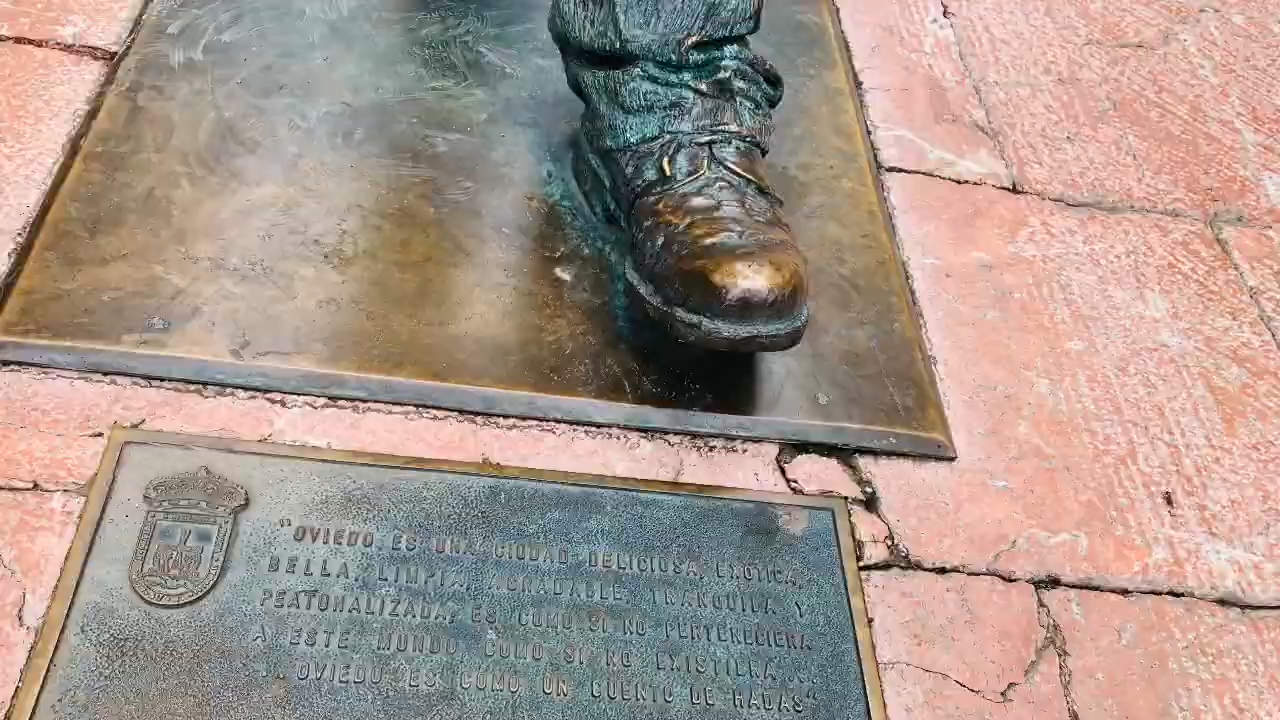 "OVIEDO ES UNA CIUDAD DELICIOSA, EXOTICA,
BELLA, LIMPIA, AGRADABLE, TRANQUILA Y
PEATONALIZADA, ES COMO SI NO PERTENECIERA
A ESTE MUNDO, COMO SI NO EXISTIERA...
..."OVIEDO ES COMO UN CUENTO DE HADAS"